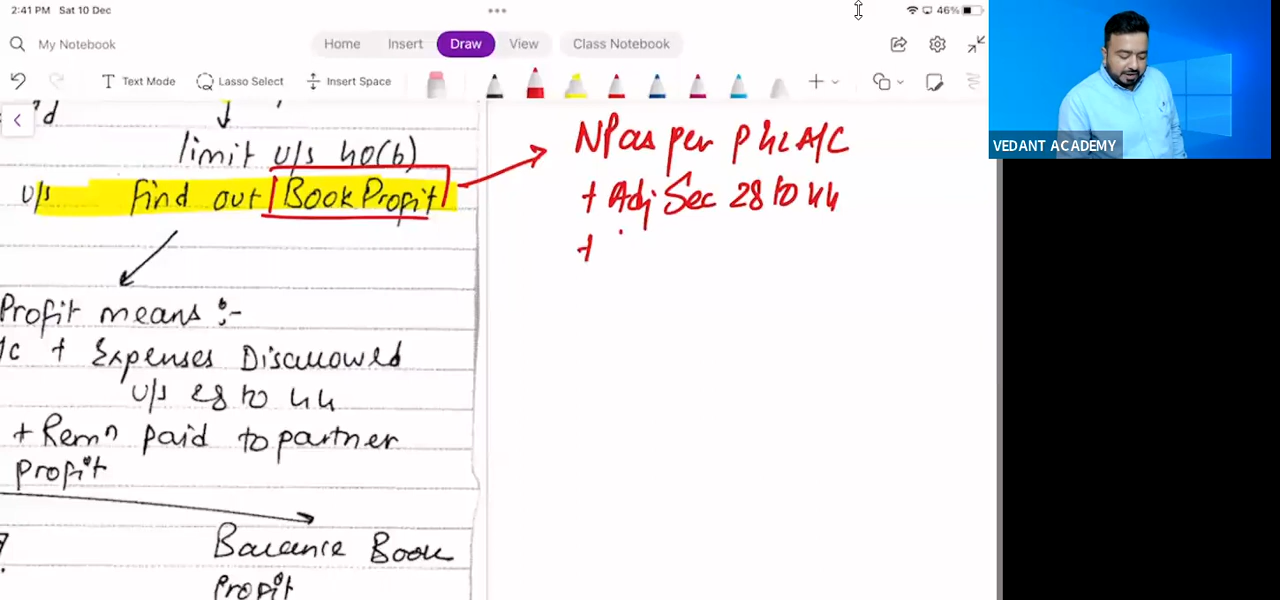 2:41 PM Sat 10 Dec
46%
My Notebook
Home Insert Draw View Class Notebook
Text Mode Lasso Select Insert Space
VEDANT ACADEMY
limit u/s 40(b)
u/s Find out Book Profit
Profit means :-
/c + Expenses Disallowed
u/s 28 to 44
+ Remn paid to partner
Profit
Balance Book
Profit
NP as per P&L A/C
+ Adj Sec 28 to 44
+